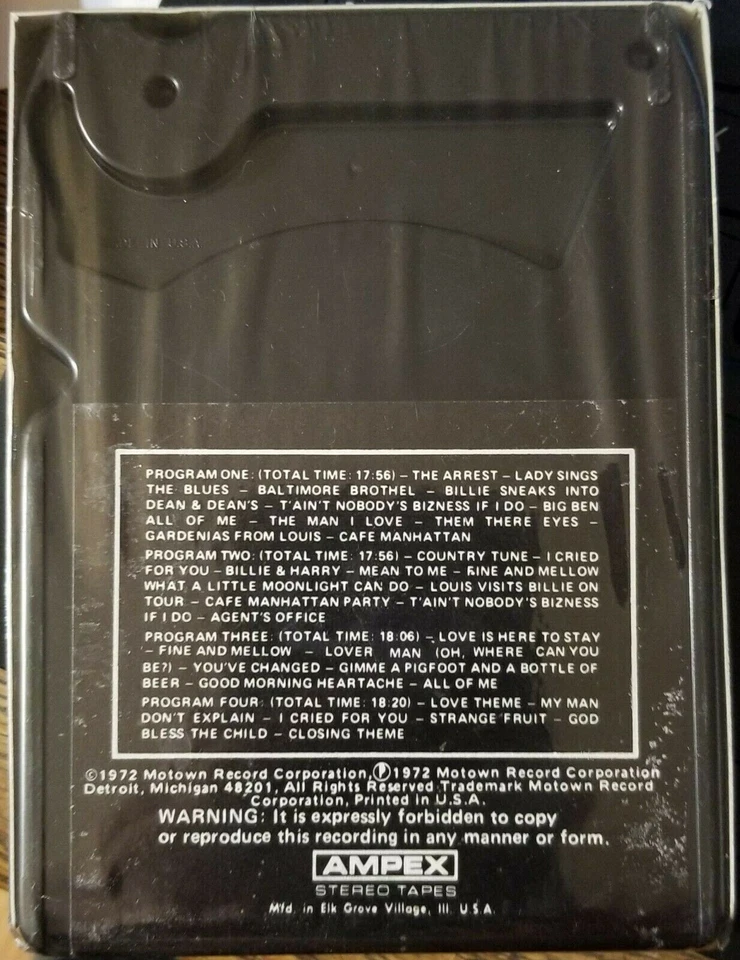 IN U.S.A
PROGRAM ONE: (TOTAL TIME: 17:56) – THE ARREST – LADY SINGS
THE BLUES – BALTIMORE BROTHEL – BILLIE SNEAKS INTO
DEAN & DEAN'S – T'AIN'T NOBODY'S BIZNESS IF I DO – BIG BEN
ALL OF ME – THE MAN I LOVE – THEM THERE EYES –
GARDENIAS FROM LOUIS – CAFE MANHATTAN
PROGRAM TWO: (TOTAL TIME: 17:56) – COUNTRY TUNE – I CRIED
FOR YOU – BILLIE & HARRY – MEAN TO ME – FINE AND MELLOW
WHAT A LITTLE MOONLIGHT CAN DO – LOUIS VISITS BILLIE ON
TOUR – CAFE MANHATTAN PARTY – T'AIN'T NOBODY'S BIZNESS
IF I DO – AGENT'S OFFICE
PROGRAM THREE: (TOTAL TIME: 18:06) – LOVE IS HERE TO STAY
– FINE AND MELLOW – LOVER MAN (OH, WHERE CAN YOU
BE?) – YOU'VE CHANGED – GIMME A PIGFOOT AND A BOTTLE OF
BEER – GOOD MORNING HEARTACHE – ALL OF ME
PROGRAM FOUR: (TOTAL TIME: 18:20) – LOVE THEME – MY MAN
DON'T EXPLAIN – I CRIED FOR YOU – STRANGE FRUIT – GOD
BLESS THE CHILD – CLOSING THEME
©1972 Motown Record Corporation, ℗1972 Motown Record Corporation
Detroit, Michigan 48201, All Rights Reserved Trademark Motown Record
Corporation, Printed in U.S.A.
WARNING: It is expressly forbidden to copy
or reproduce this recording in any manner or form.
AMPEX
STEREO TAPES
Mfd. in Elk Grove Village, Ill. U.S.A.